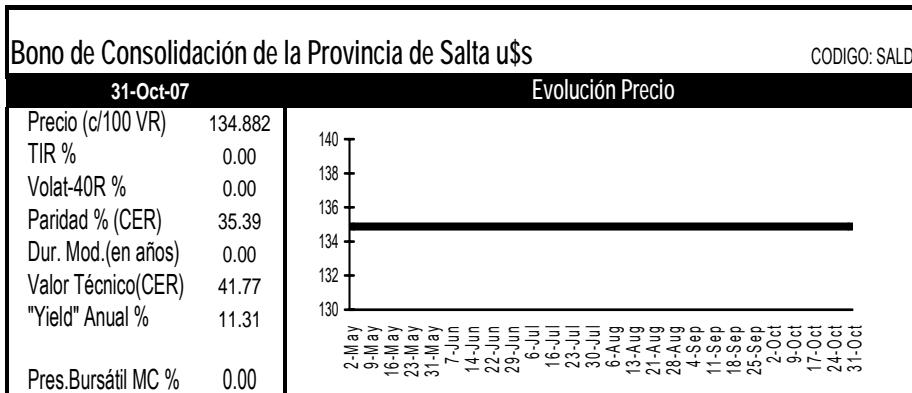 Bono de Consolidación de la Provincia de Salta u$s CODIGO: SALD
31-Oct-07 Evolución Precio
Precio (c/100 VR) 134.882
TIR % 0.00
Volat-40R % 0.00
Paridad % (CER) 35.39
Dur. Mod.(en años) 0.00
Valor Técnico(CER) 41.77
"Yield" Anual % 11.31
Pres.Bursátil MC % 0.00
140
138
136
134
132
130
2-May
9-May
16-May
23-May
31-May
7-Jun
14-Jun
22-Jun
29-Jun
6-Jul
16-Jul
23-Jul
30-Jul
6-Aug
13-Aug
21-Aug
28-Aug
4-Sep
11-Sep
18-Sep
25-Sep
2-Oct
9-Oct
17-Oct
24-Oct
31-Oct